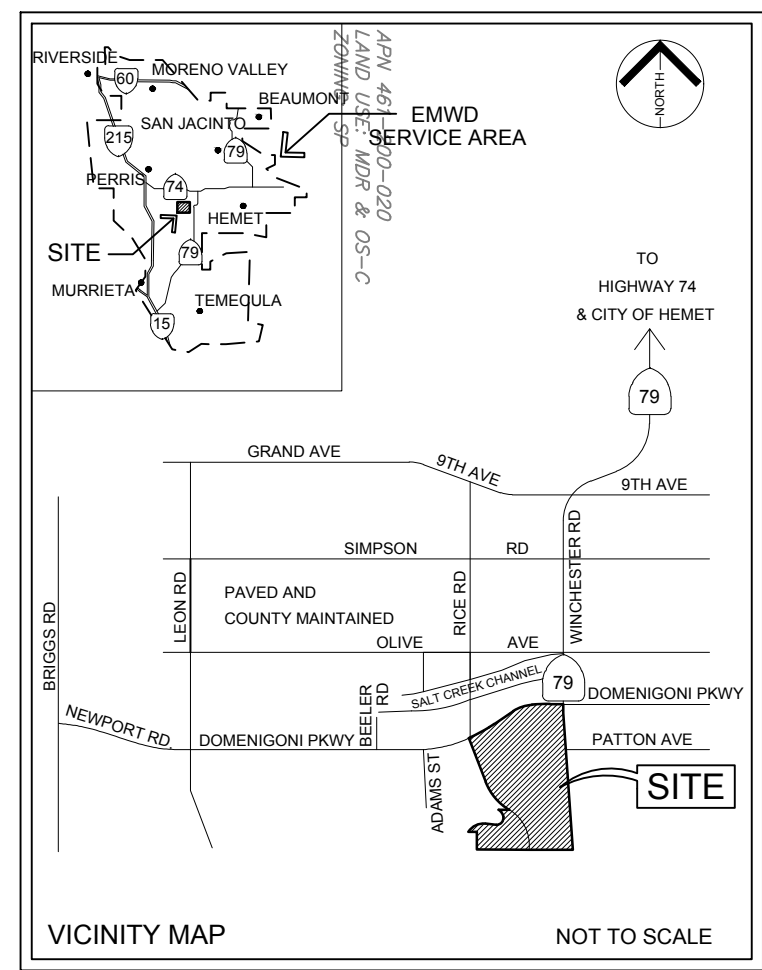 RIVERSIDE
60
MORENO VALLEY
BEAUMONT
SAN JACINTO
215
79
EMWD
SERVICE AREA
PERRIS
74
HEMET
SITE
79
MURRIETA
TEMECULA
15
APN 461-
00-020
LAND USE: MDR & OS-C
ZONING: SP
NORTH
TO
HIGHWAY 74
& CITY OF HEMET
79
GRAND AVE
9TH AVE
9TH AVE
SIMPSON RD
WINCHESTER RD
BRIGGS RD
LEON RD
PAVED AND
COUNTY MAINTAINED
RICE RD
OLIVE AVE
SALT CREEK CHANNEL
79
BEELER
RD
DOMENIGONI PKWY
NEWPORT RD.
DOMENIGONI PKWY
PATTON AVE
ADAMS ST
SITE
VICINITY MAP
NOT TO SCALE